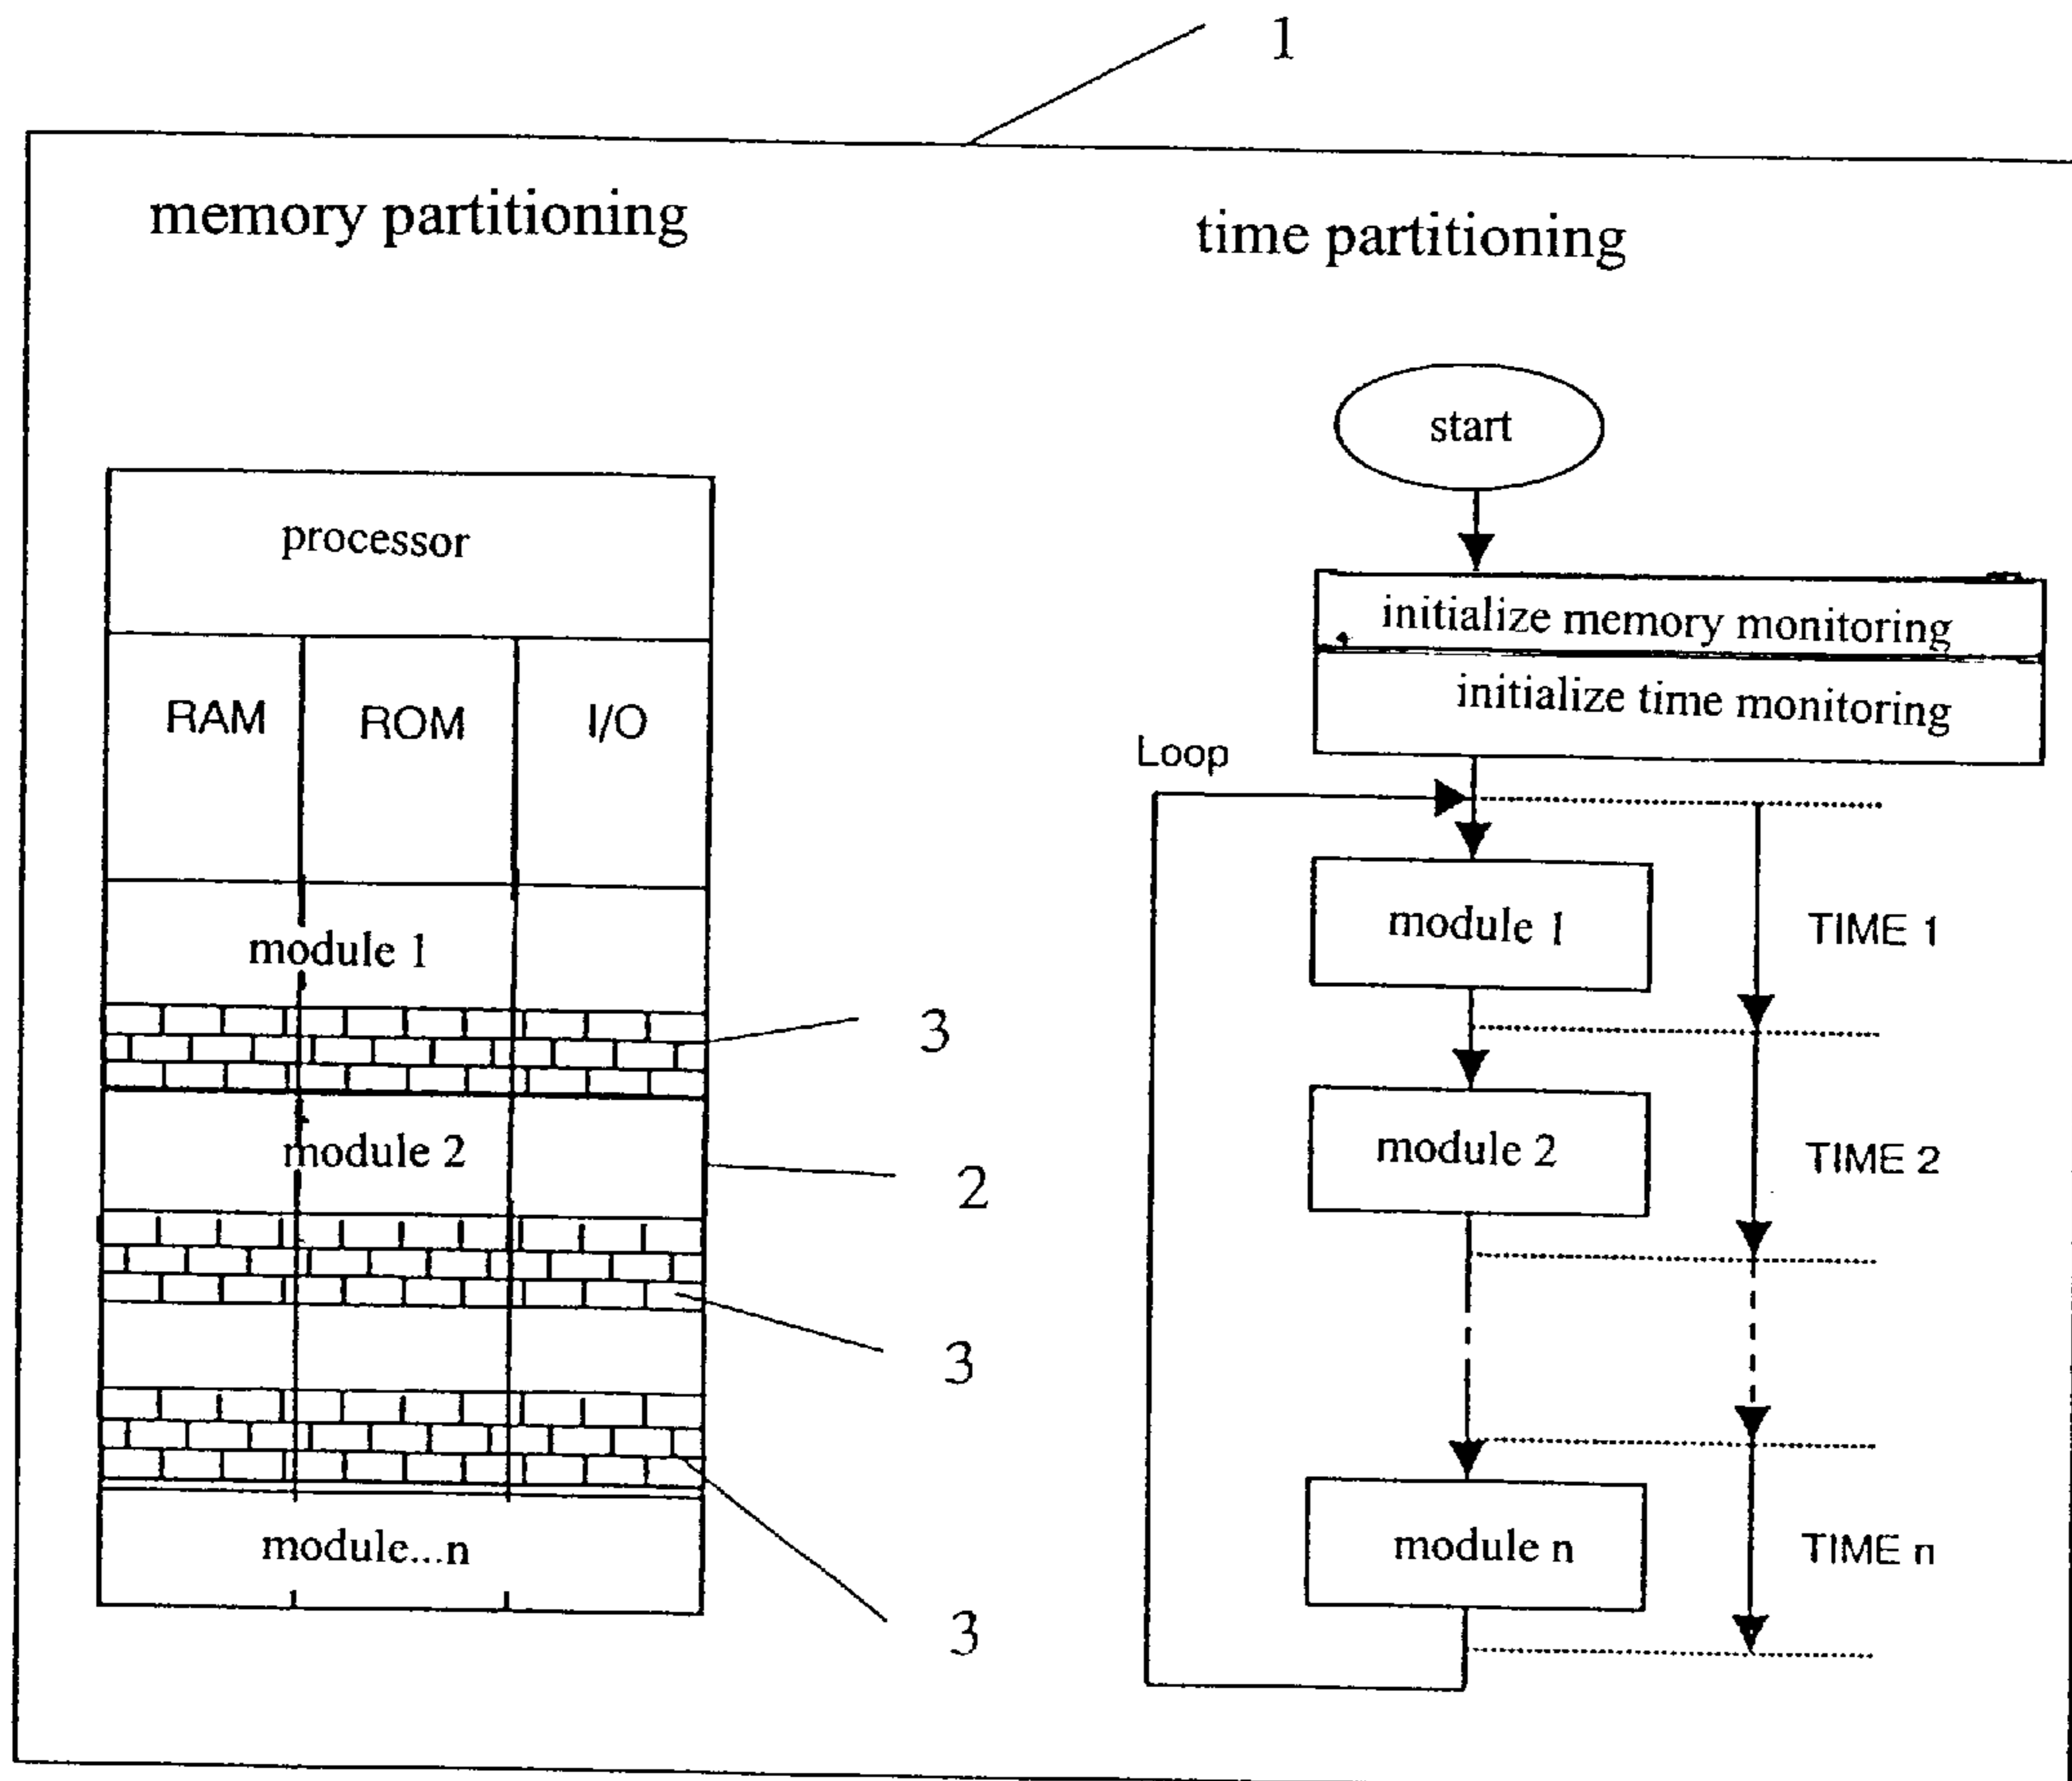 1
memory partitioning
time partitioning
start
processor
initialize memory monitoring
initialize time monitoring
RAM ROM I/O
Loop
module 1
3
module 2
2
3
module...n
3
module 1
TIME 1
module 2
TIME 2
module n
TIME n